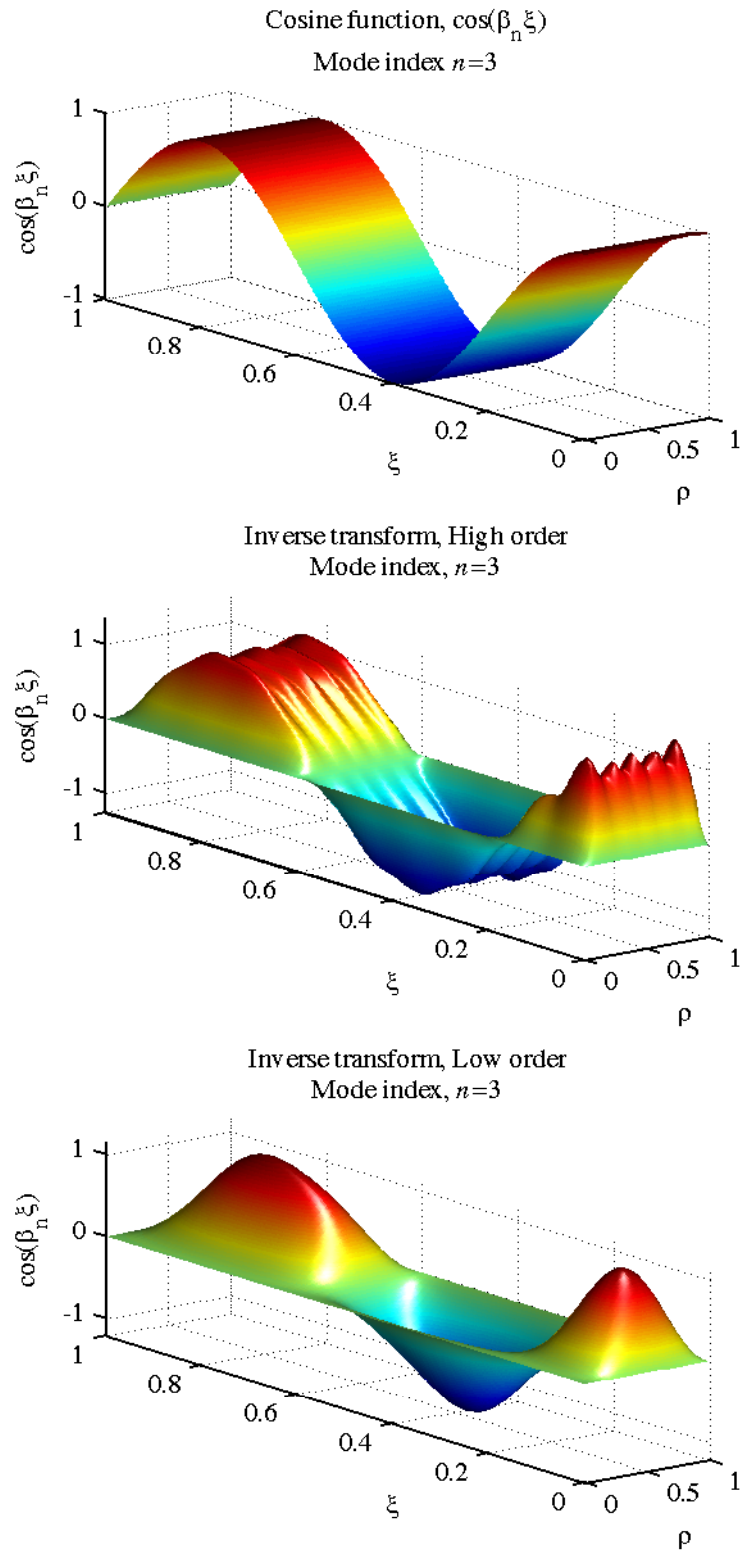 Cosine function, cos(βₙξ)
Mode index n=3
1
0
-1
cos(βₙξ)
1
0.8
0.6
0.4
0.2
0
ξ
0
0.5
1
ρ
Inverse transform, High order
Mode index, n=3
1
0
-1
cos(βₙξ)
1
0.8
0.6
0.4
0.2
0
ξ
0
0.5
1
ρ
Inverse transform, Low order
Mode index, n=3
1
0
-1
cos(βₙξ)
1
0.8
0.6
0.4
0.2
0
ξ
0
0.5
1
ρ